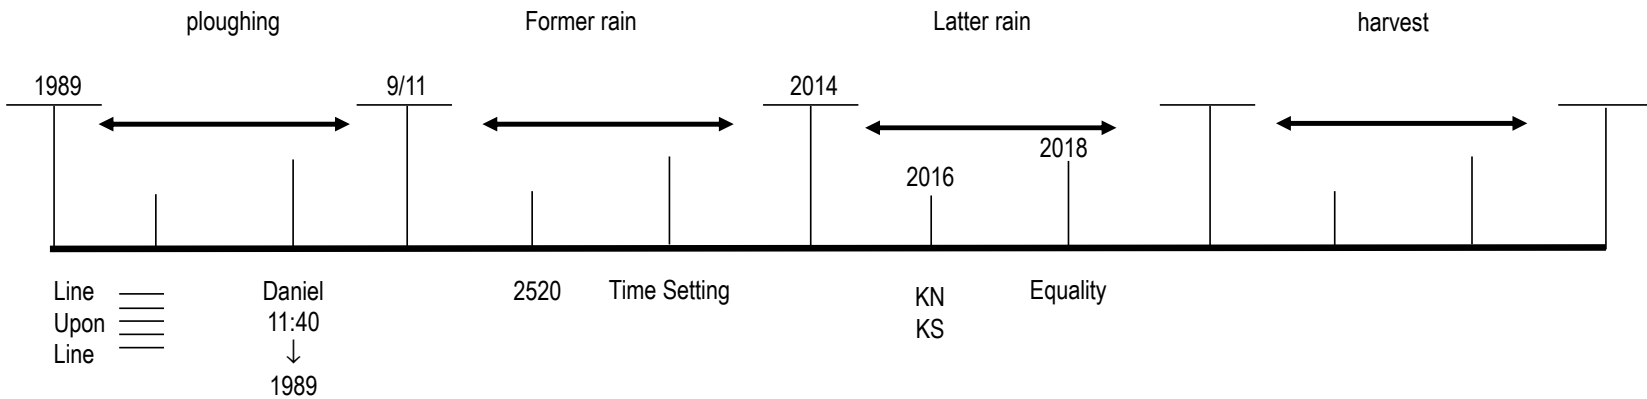 ploughing Former rain Latter rain harvest
1989 9/11 2014
2018
2016
Line Daniel 2520 Time Setting KN Equality
Upon 11:40 KS
Line
1989